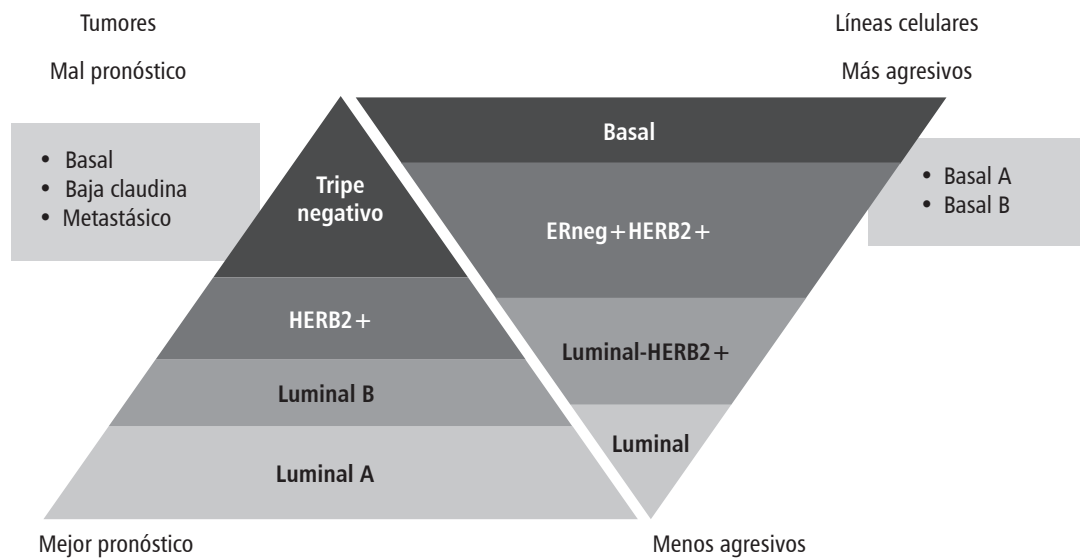 Tumores
Líneas celulares
Mal pronóstico
Más agresivos
• Basal
• Baja claudina
• Metastásico
Tripe
negativo
HERB2+
Luminal B
Luminal A
Basal
ERneg+HERB2+
Luminal-HERB2+
Luminal
• Basal A
• Basal B
Mejor pronóstico
Menos agresivos